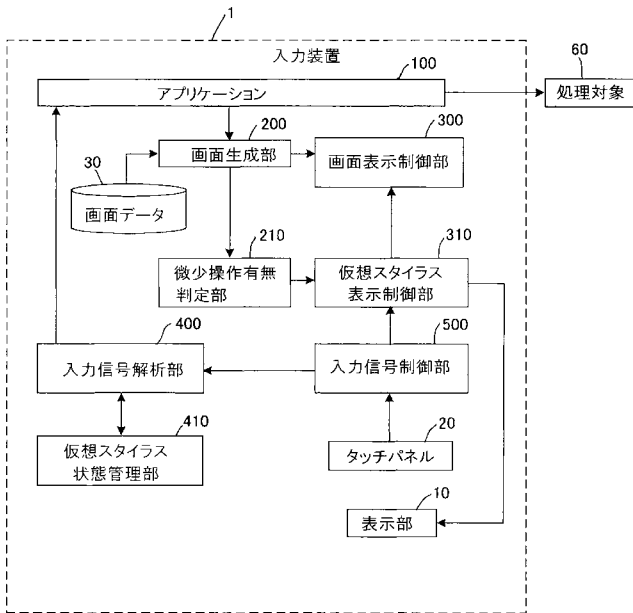 1
入力装置
100
アプリケーション
60
処理対象
200
画面生成部
300
画面表示制御部
30
画面データ
210
微少操作有無
判定部
310
仮想スタイラス
表示制御部
400
入力信号解析部
500
入力信号制御部
410
仮想スタイラス
状態管理部
20
タッチパネル
10
表示部